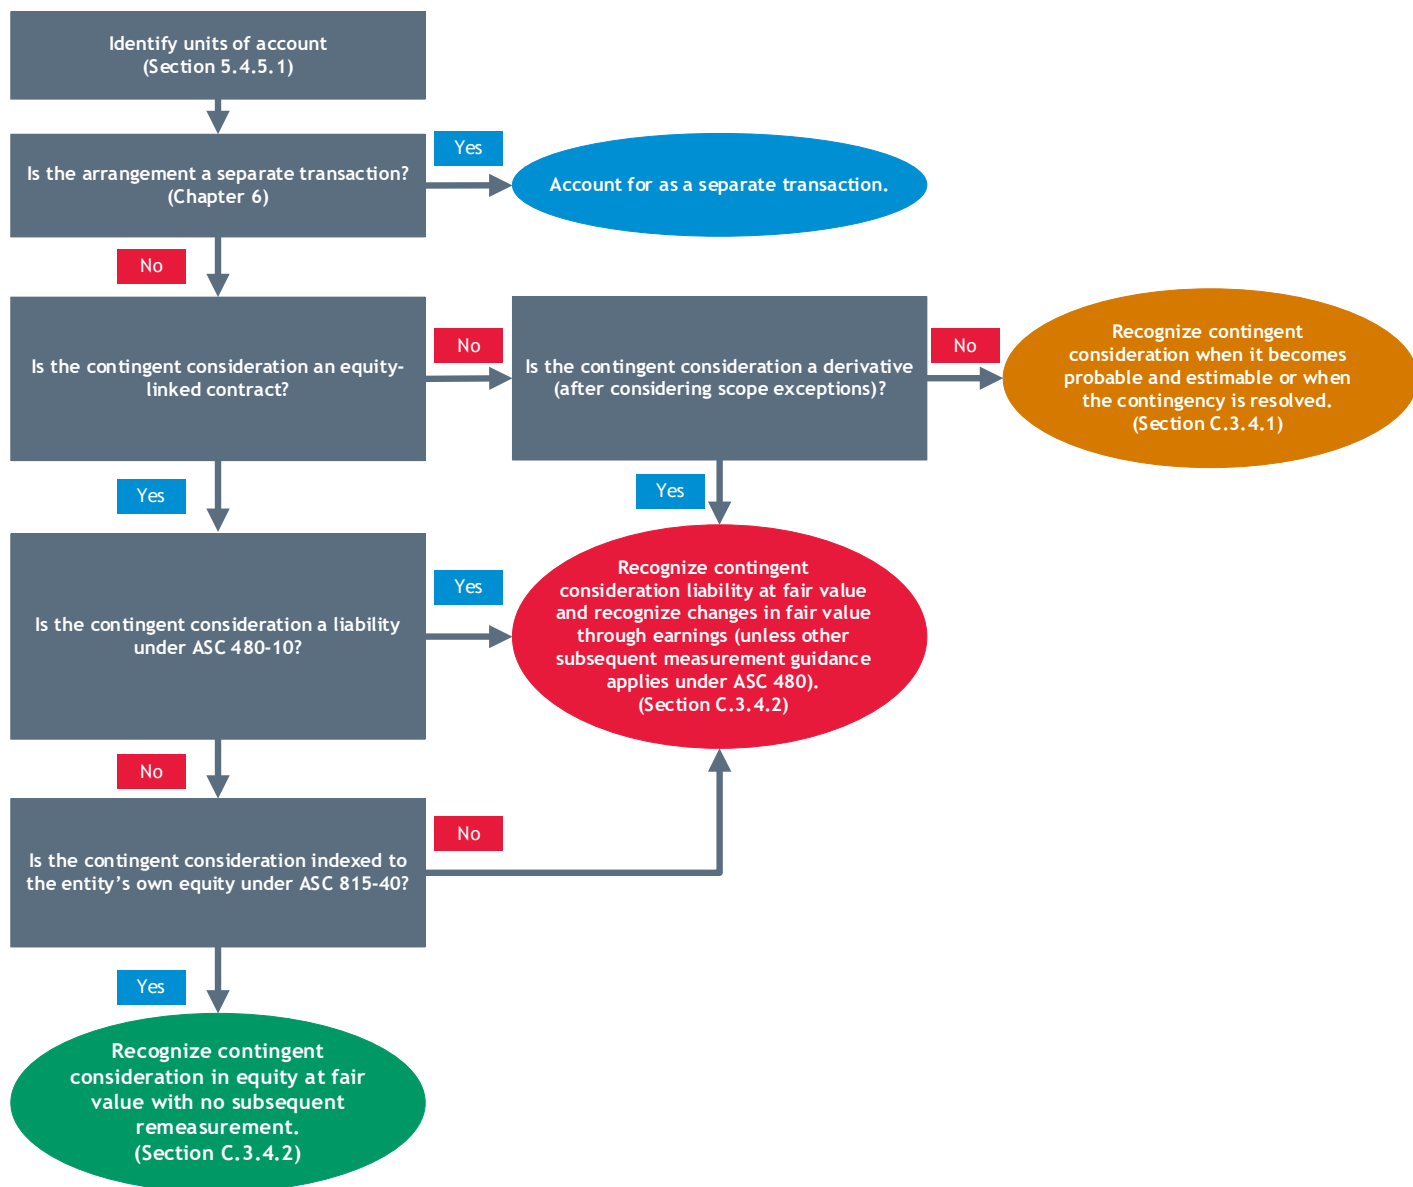 Identify units of account
(Section 5.4.5.1)
Is the arrangement a separate transaction?
(Chapter 6)
Yes
Account for as a separate transaction.
No
Is the contingent consideration an equity-
linked contract?
No
Is the contingent consideration a derivative
(after considering scope exceptions)?
No
Recognize contingent
consideration when it becomes
probable and estimable or when
the contingency is resolved.
(Section C.3.4.1)
Yes
Yes
Is the contingent consideration a liability
under ASC 480-10?
Yes
Recognize contingent
consideration liability at fair value
and recognize changes in fair value
through earnings (unless other
subsequent measurement guidance
applies under ASC 480).
(Section C.3.4.2)
No
Is the contingent consideration indexed to
the entity’s own equity under ASC 815-40?
No
Yes
Recognize contingent
consideration in equity at fair
value with no subsequent
remeasurement.
(Section C.3.4.2)